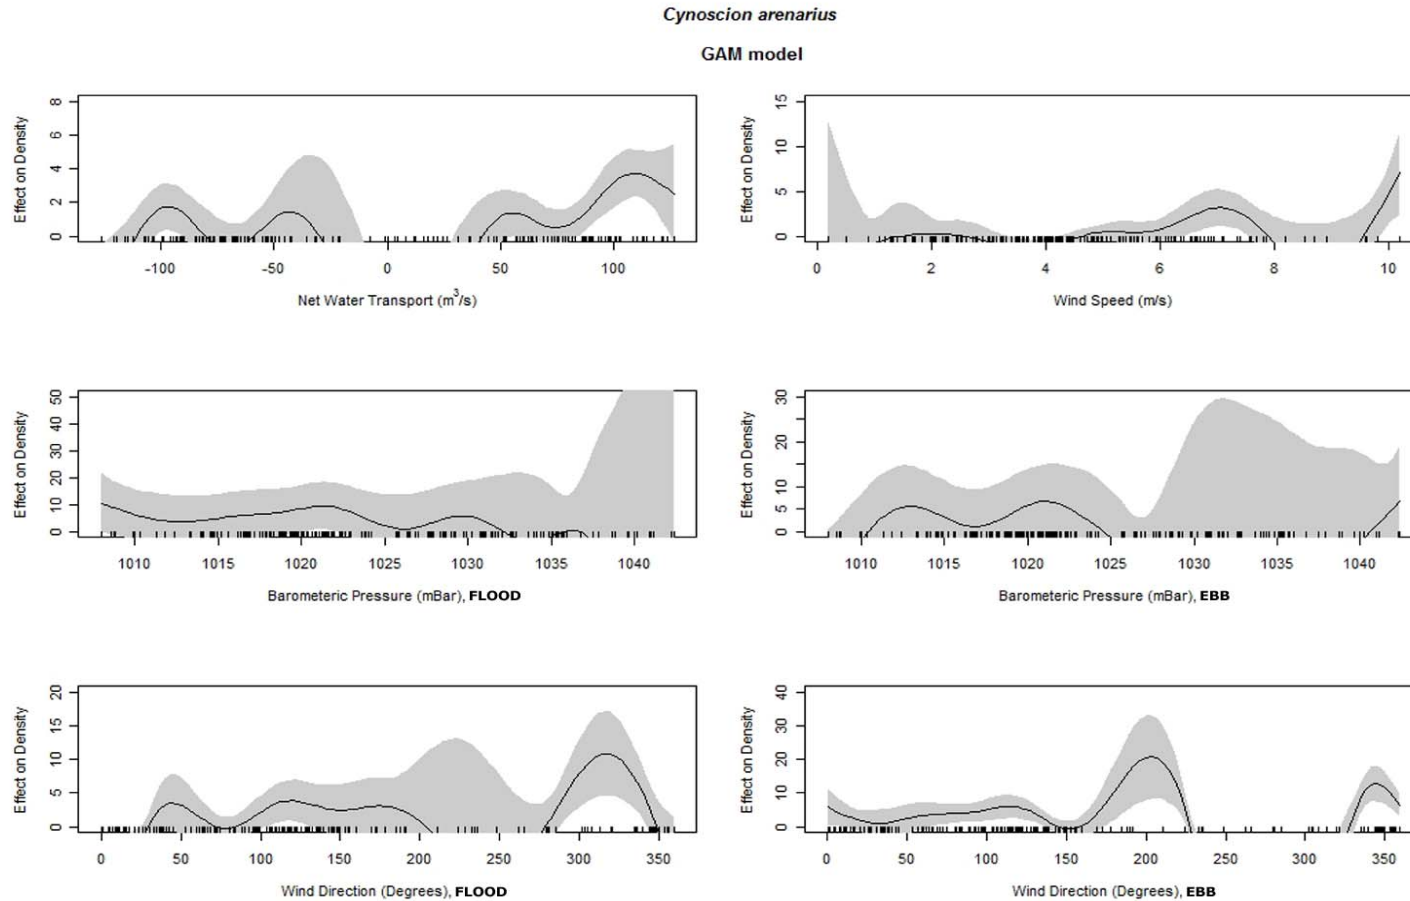 Cynoscion arenarius
GAM model
Effect on Density
8
6
4
2
0
-100 -50 0 50 100
Net Water Transport (m³/s)
Effect on Density
15
10
5
0
0 2 4 6 8 10
Wind Speed (m/s)
Effect on Density
50
40
30
20
10
0
1010 1015 1020 1025 1030 1035 1040
Barometeric Pressure (mBar), FLOOD
Effect on Density
30
20
10
5
0
1010 1015 1020 1025 1030 1035 1040
Barometeric Pressure (mBar), EBB
Effect on Density
20
15
10
5
0
0 50 100 150 200 250 300 350
Wind Direction (Degrees), FLOOD
Effect on Density
40
30
20
10
0
0 50 100 150 200 250 300 350
Wind Direction (Degrees), EBB